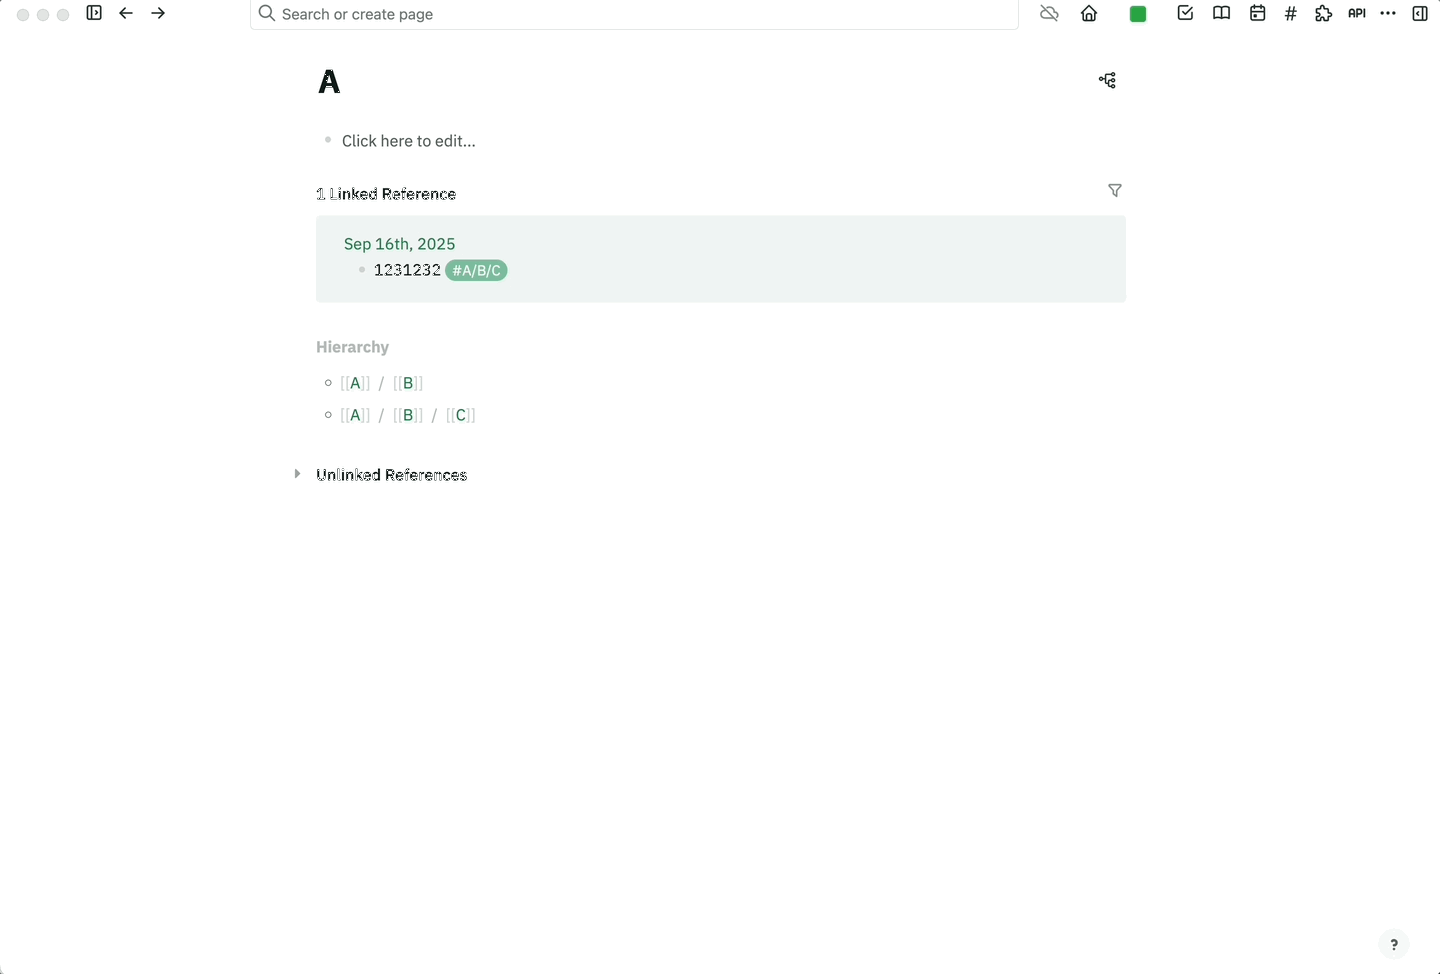 Search or create page
API
A
Click here to edit...
1 Linked Reference
Sep 16th, 2025
1231232 #A/B/C
Hierarchy
[[A]] / [[B]]
[[A]] / [[B]] / [[C]]
Unlinked References
?